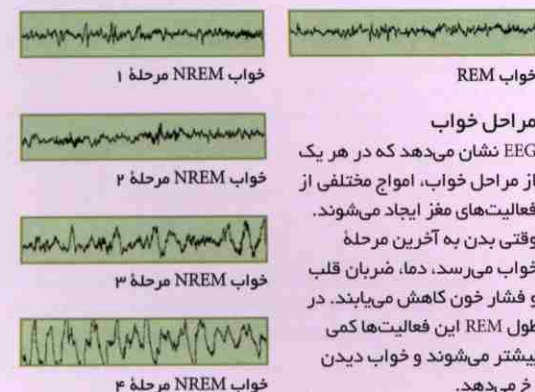 خواب REM
مراحل خواب
EEG نشان می‌دهد که در هر یک
از مراحل خواب، امواج مختلفی از
فعالیت‌های مغز ایجاد می‌شوند.
وقتی بدن به آخرین مرحلهٔ
خواب می‌رسد، دما، ضربان قلب
و فشار خون کاهش می‌یابند. در
طول REM این فعالیت‌ها کمی
بیشتر می‌شوند و خواب دیدن
رخ می‌دهد.
خواب NREM مرحلهٔ ۱
خواب NREM مرحلهٔ ۲
خواب NREM مرحلهٔ ۳
خواب NREM مرحلهٔ ۴